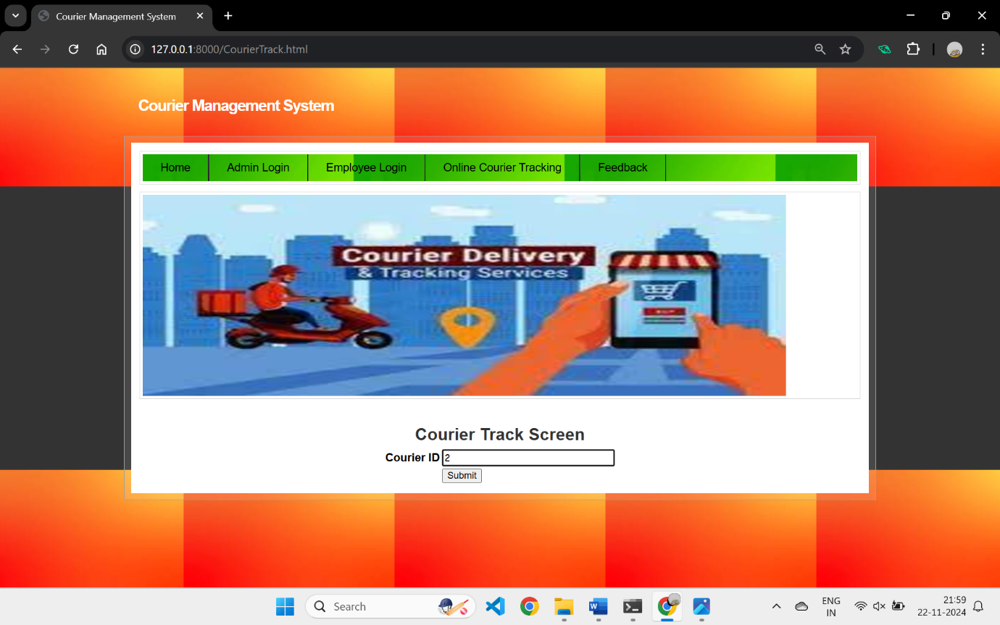 Courier Management System
127.0.0.1:8000/CourierTrack.html
Courier Management System
Home Admin Login Employee Login Online Courier Tracking Feedback
Courier Delivery
& Tracking Services
Courier Track Screen
Courier ID 2
Submit
Search
ENG
IN
21:59
22-11-2024